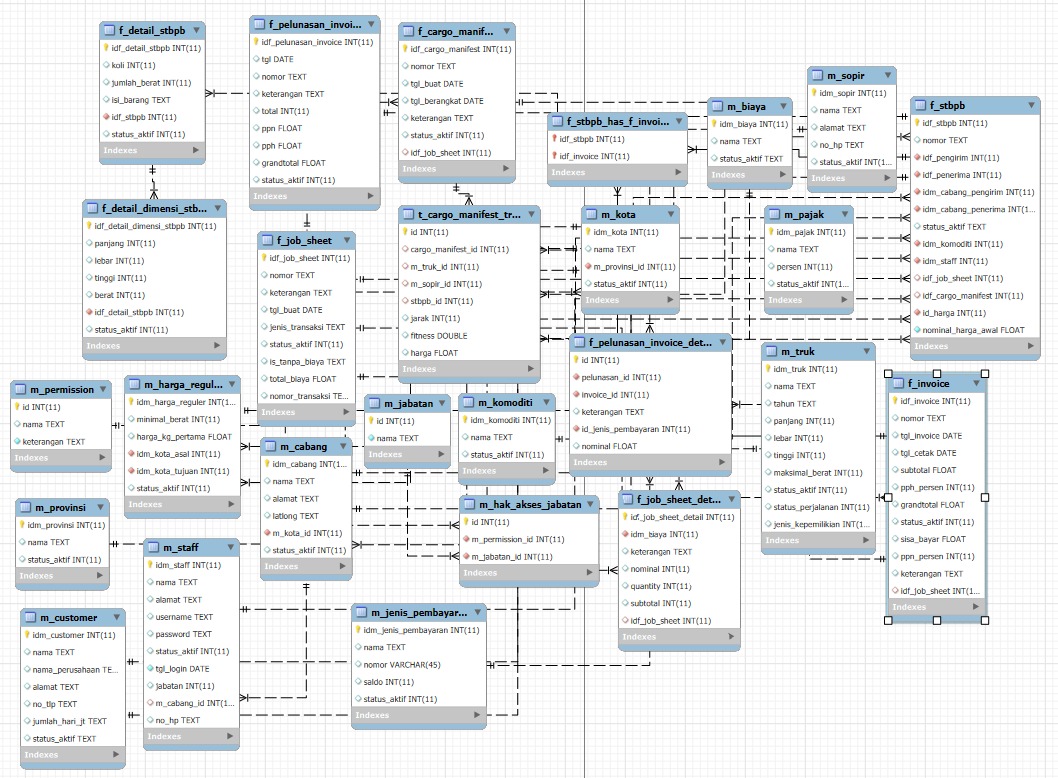 f_detail_stbpb
idf_detail_stbpb INT(11)
koli INT(11)
jumlah_berat INT(11)
isi_barang TEXT
idf_stbpb INT(11)
status_aktif INT(11)
Indexes
f_pelunasan_invoi...
idf_pelunasan_invoice INT(11)
tgl DATE
nomor TEXT
keterangan TEXT
total INT(11)
ppn FLOAT
pph FLOAT
grandtotal FLOAT
status_aktif INT(11)
Indexes
f_cargo_manif...
idf_cargo_manifest INT(11)
nomor TEXT
tgl_buat DATE
tgl_berangkat DATE
keterangan TEXT
status_aktif INT(11)
idf_job_sheet INT(11)
Indexes
f_stbpb_has_f_invoi...
idf_stbpb INT(11)
idf_invoice INT(11)
Indexes
m_biaya
idm_biaya INT(11)
nama TEXT
status_aktif TEXT
Indexes
m_sopir
idm_sopir INT(11)
nama TEXT
alamat TEXT
no_hp TEXT
status_aktif INT(1...
Indexes
f_stbpb
idf_stbpb INT(11)
nomor TEXT
idf_pengirim INT(11)
idf_penerima INT(11)
idm_cabang_pengirim INT(11)
idm_cabang_penerima INT(1...
status_aktif TEXT
idm_komoditi INT(11)
idm_staff INT(11)
idf_job_sheet INT(11)
idf_cargo_manifest INT(11)
id_harga INT(11)
nominal_harga_awal FLOAT
Indexes
f_detail_dimensi_stb...
idf_detail_dimensi_stbpb INT(11)
panjang INT(11)
lebar INT(11)
tinggi INT(11)
berat INT(11)
idf_detail_stbpb INT(11)
status_aktif INT(11)
Indexes
f_job_sheet
idf_job_sheet INT(11)
nomor TEXT
keterangan TEXT
tgl_buat DATE
jenis_transaksi TEXT
status_aktif INT(11)
is_tanpa_biaya INT(11)
total_biaya FLOAT
nomor_transaksi TE...
Indexes
t_cargo_manifest_tr...
id INT(11)
cargo_manifest_id INT(11)
m_truk_id INT(11)
m_sopir_id INT(11)
stbpb_id INT(11)
jarak INT(11)
fitness DOUBLE
harga FLOAT
Indexes
m_kota
idm_kota INT(11)
nama TEXT
m_provinsi_id INT(11)
status_aktif INT(11)
Indexes
m_pajak
idm_pajak INT(11)
nama TEXT
persen INT(11)
status_aktif INT(1...
Indexes
f_pelunasan_invoice_det...
id INT(11)
pelunasan_id INT(11)
invoice_id INT(11)
keterangan TEXT
id_jenis_pembayaran INT(11)
nominal FLOAT
Indexes
m_truk
idm_truk INT(11)
nama TEXT
tahun TEXT
panjang INT(11)
lebar INT(11)
tinggi INT(11)
maksimal_berat INT(11)
status_aktif INT(11)
status_perjalanan INT(11)
jenis_kepemilikian INT(1...
Indexes
f_invoice
idf_invoice INT(11)
nomor TEXT
tgl_invoice DATE
tgl_cetak DATE
subtotal FLOAT
pph_persen INT(11)
grandtotal FLOAT
status_aktif INT(11)
sisa_bayar FLOAT
ppn_persen INT(11)
keterangan TEXT
idf_job_sheet INT(1...
Indexes
m_permission
id INT(11)
nama TEXT
keterangan TEXT
Indexes
m_harga_regul...
idm_harga_reguler INT(1...
minimal_berat INT(11)
harga_kg_pertama FLOAT
idm_kota_asal INT(11)
idm_kota_tujuan INT(11)
status_aktif INT(11)
Indexes
m_jabatan
id INT(11)
nama TEXT
Indexes
m_komoditi
idm_komoditi INT(11)
nama TEXT
status_aktif INT(11)
Indexes
m_cabang
idm_cabang INT(1...
nama TEXT
alamat TEXT
latlong TEXT
m_kota_id INT(11)
status_aktif INT(11)
Indexes
m_hak_akses_jabatan
id INT(11)
m_permission_id INT(11)
m_jabatan_id INT(11)
Indexes
f_job_sheet_det...
idf_job_sheet_detail INT(11)
idm_biaya INT(11)
keterangan TEXT
nominal INT(11)
quantity INT(11)
subtotal INT(11)
idf_job_sheet INT(11)
Indexes
m_provinsi
idm_provinsi INT(11)
nama TEXT
status_aktif INT(11)
Indexes
m_staff
idm_staff INT(11)
nama TEXT
alamat TEXT
username TEXT
password TEXT
status_aktif INT(11)
tgl_login DATE
jabatan INT(11)
m_cabang_id INT(1...
no_hp TEXT
Indexes
m_customer
idm_customer INT(11)
nama TEXT
nama_perusahaan TE...
alamat TEXT
no_tlp TEXT
jumlah_hari_jt INT(11)
status_aktif TEXT
Indexes
m_jenis_pembayar...
idm_jenis_pembayaran INT(11)
nama TEXT
nomor VARCHAR(45)
saldo INT(11)
status_aktif INT(11)
Indexes